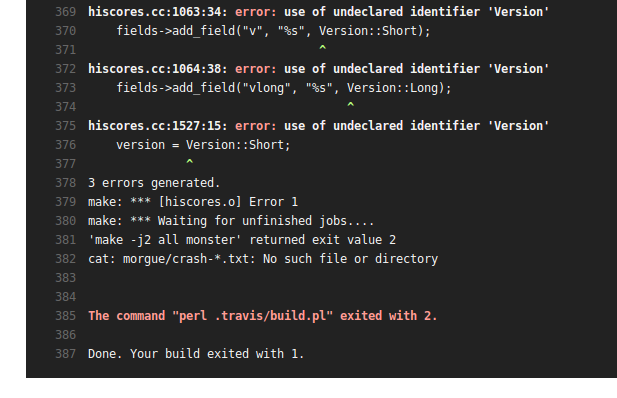 369 hiscores.cc:1063:34: error: use of undeclared identifier 'Version'
370     fields->add_field("v", "%s", Version::Short);
371                                  ^
372 hiscores.cc:1064:38: error: use of undeclared identifier 'Version'
373     fields->add_field("vlong", "%s", Version::Long);
374                                      ^
375 hiscores.cc:1527:15: error: use of undeclared identifier 'Version'
376     version = Version::Short;
377               ^
378 3 errors generated.
379 make: *** [hiscores.o] Error 1
380 make: *** Waiting for unfinished jobs....
381 'make -j2 all monster' returned exit value 2
382 cat: morgue/crash-*.txt: No such file or directory
383
384
385 The command "perl .travis/build.pl" exited with 2.
386
387 Done. Your build exited with 1.